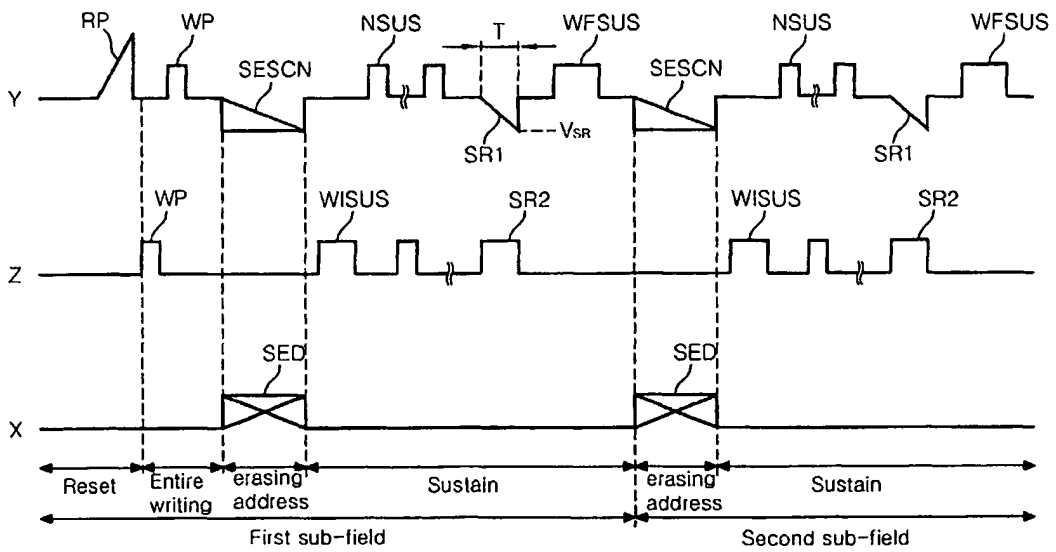 RP
WP
NSUS
T
WFSUS
NSUS
WFSUS
SESCN
SESCN
Y
SR1
VSR
SR1
WP
WISUS
SR2
WISUS
SR2
Z
SED
SED
X
Reset
Entire
writing
erasing
address
Sustain
erasing
address
Sustain
First sub-field
Second sub-field